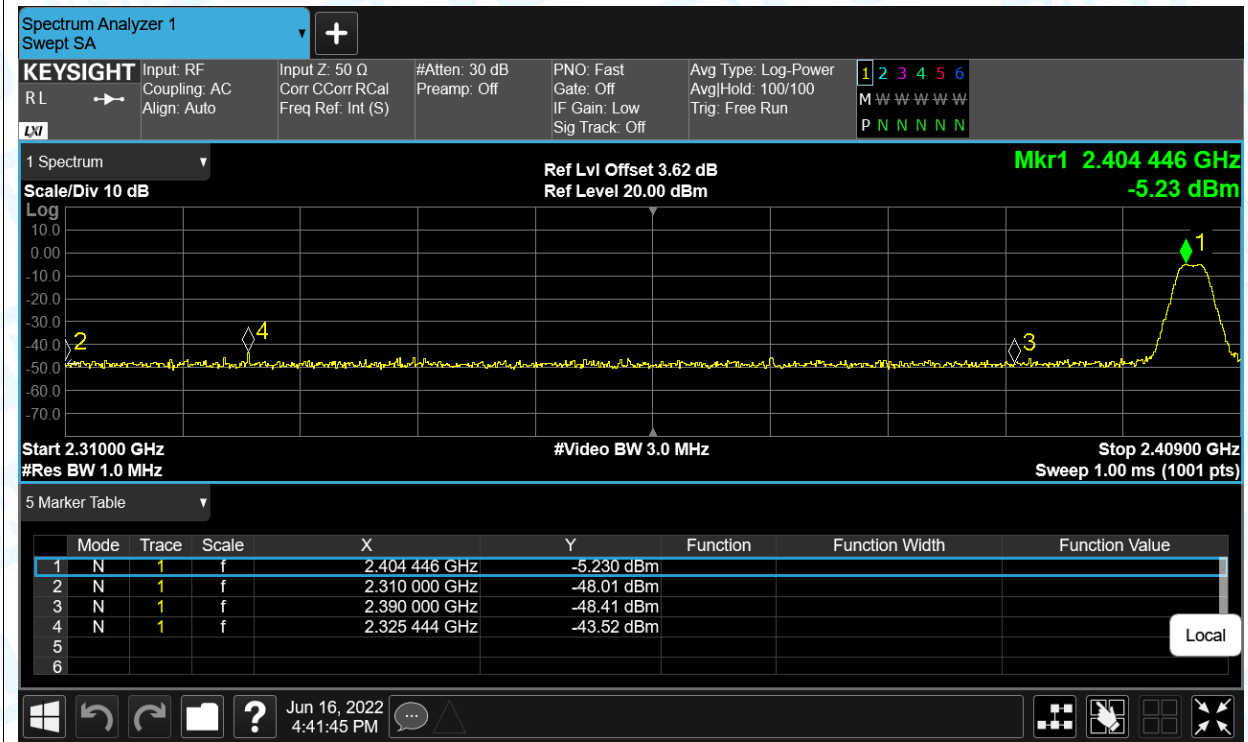 Spectrum Analyzer 1
Swept SA
+
KEYSIGHT Input: RF Input Z: 50 Ω #Atten: 30 dB PNO: Fast Avg Type: Log-Power 1 2 3 4 5 6
R L Coupling: AC Corr CCorr RCal Preamp: Off Gate: Off Avg|Hold: 100/100 M W W W W W W
Align: Auto Freq Ref: Int (S) IF Gain: Low Trig: Free Run
LXI Sig Track: Off P N N N N N N
1 Spectrum Ref Lvl Offset 3.62 dB Mkr1 2.404 446 GHz
Scale/Div 10 dB Ref Level 20.00 dBm -5.23 dBm
Log
10.0
0.00
-10.0
-20.0
-30.0
-40.0
-50.0
-60.0
-70.0
1
2
4
3
Start 2.31000 GHz #Video BW 3.0 MHz Stop 2.40900 GHz
#Res BW 1.0 MHz Sweep 1.00 ms (1001 pts)
5 Marker Table
Mode Trace Scale X Y Function Function Width Function Value
1 N 1 f 2.404 446 GHz -5.230 dBm
2 N 1 f 2.310 000 GHz -48.01 dBm
3 N 1 f 2.390 000 GHz -48.41 dBm
4 N 1 f 2.325 444 GHz -43.52 dBm
5
6
Local
? Jun 16, 2022
4:41:45 PM